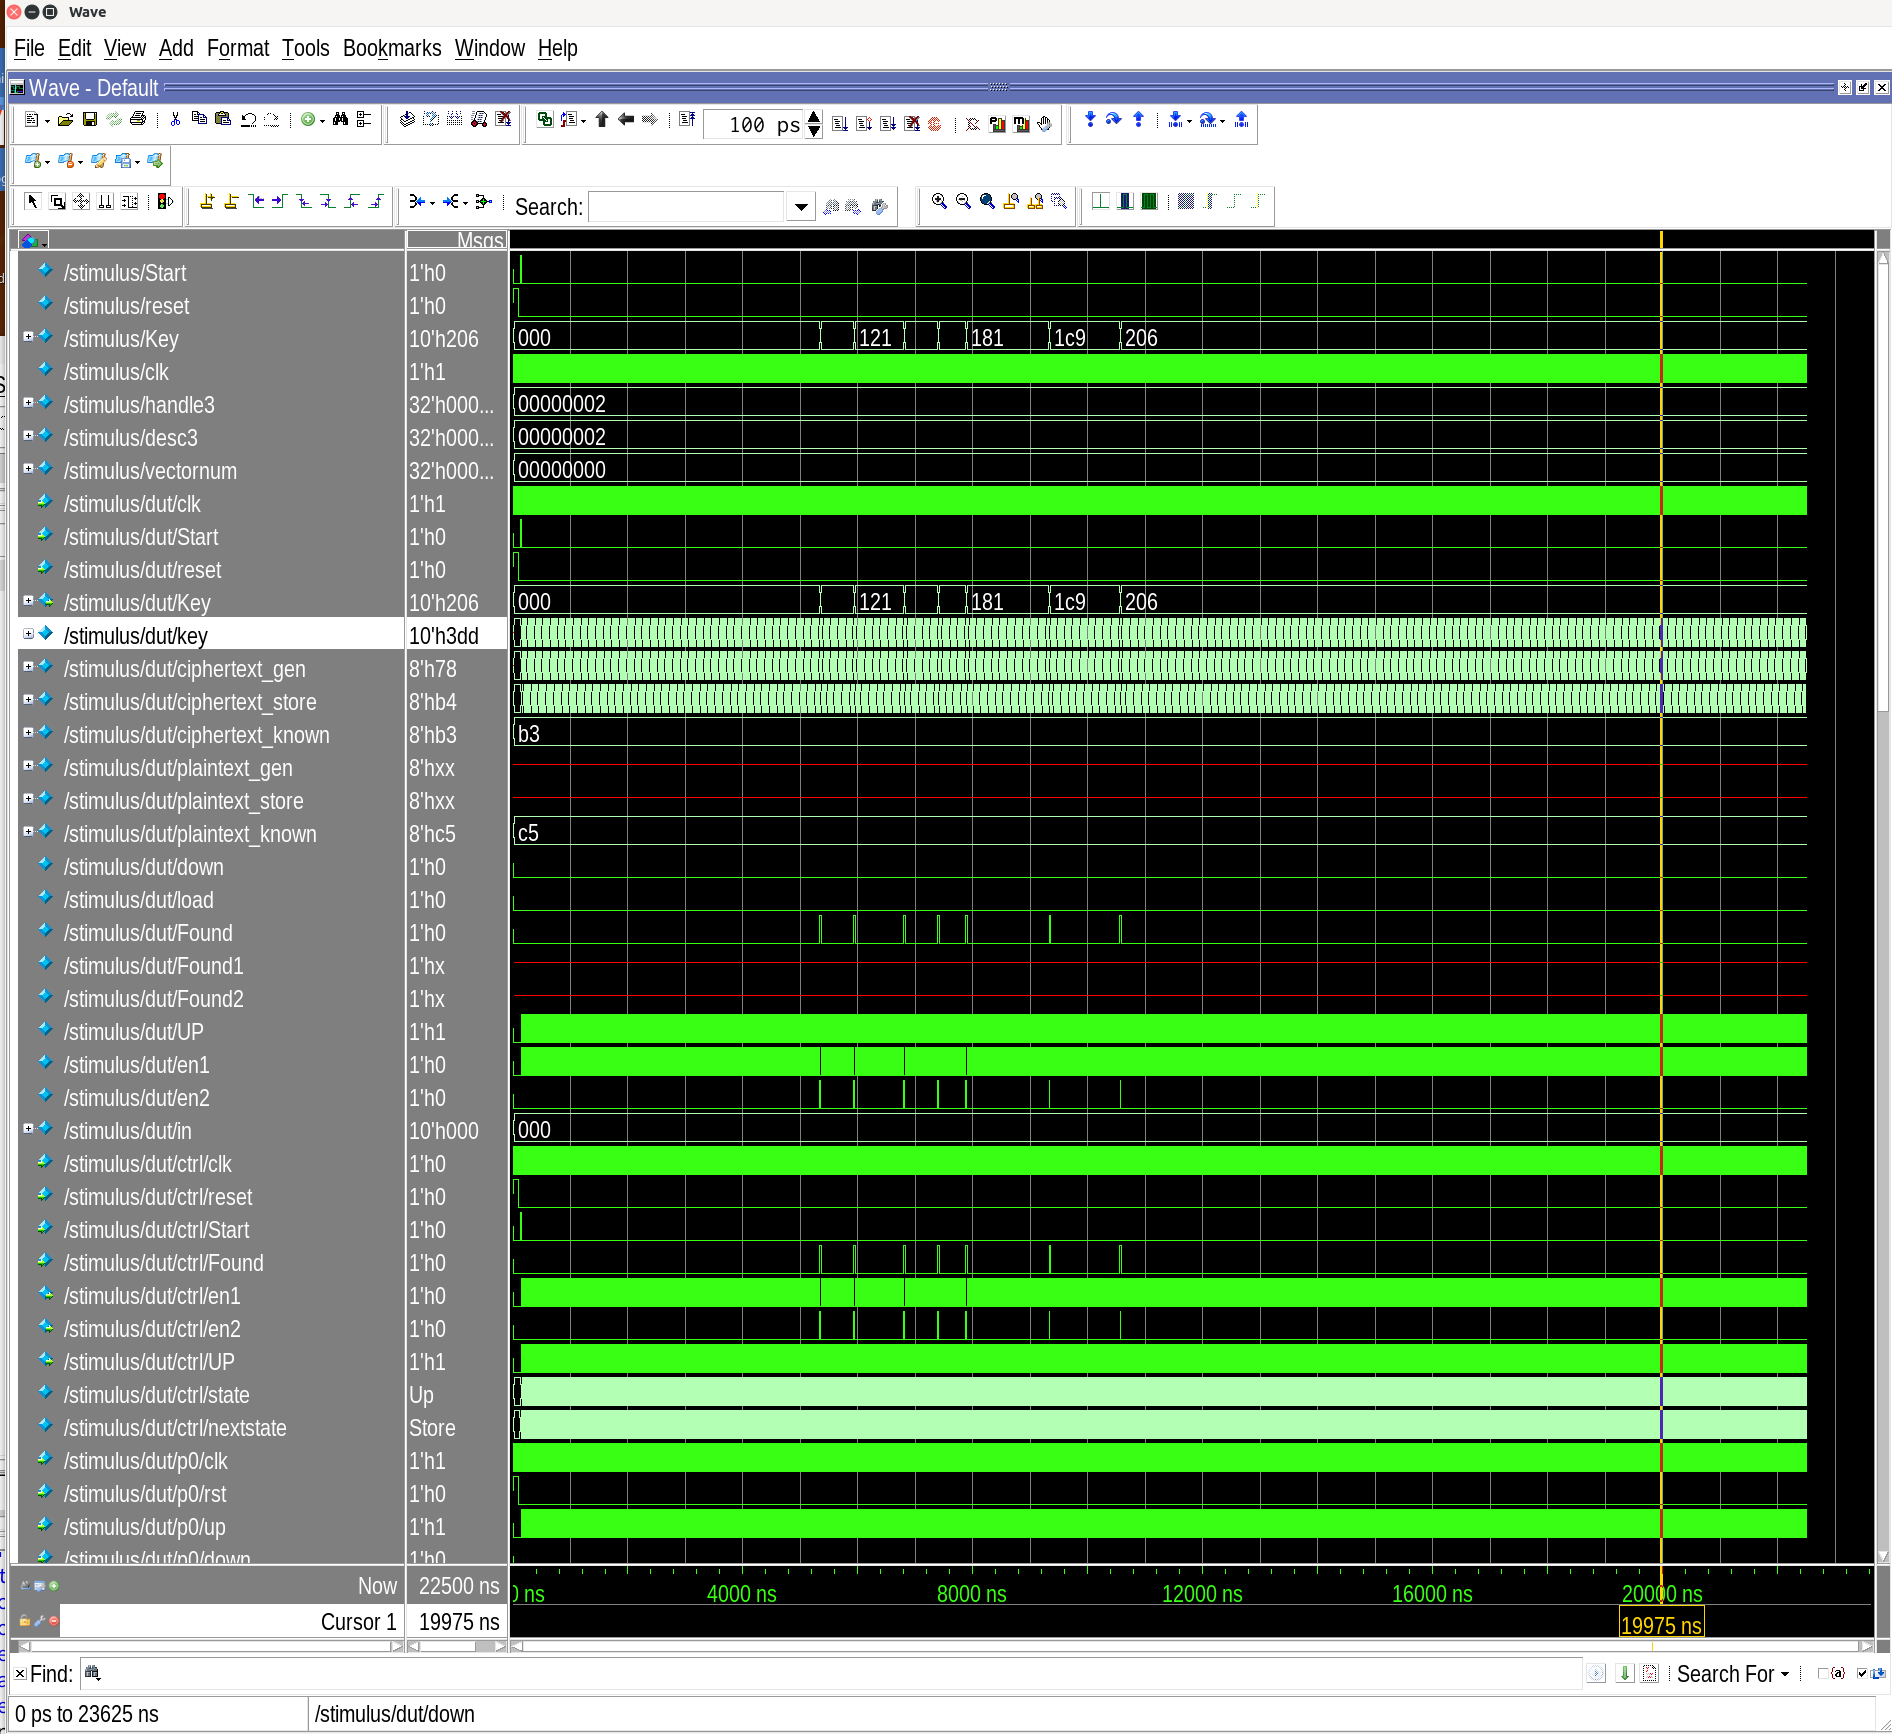 Wave
File Edit View Add Format Tools Bookmarks Window Help
Wave - Default
100 ps
Search:
Msgs
/stimulus/Start 1'h0
/stimulus/reset 1'h0
/stimulus/Key 10'h206 000 121 181 1c9 206
/stimulus/clk 1'h1
/stimulus/handle3 32'h000... 00000002
/stimulus/desc3 32'h000... 00000002
/stimulus/vectornum 32'h000... 00000000
/stimulus/dut/clk 1'h1
/stimulus/dut/Start 1'h0
/stimulus/dut/reset 1'h0
/stimulus/dut/Key 10'h206 000 121 181 1c9 206
/stimulus/dut/key 10'h3dd
/stimulus/dut/ciphertext_gen 8'h78
/stimulus/dut/ciphertext_store 8'hb4
/stimulus/dut/ciphertext_known 8'hb3 b3
/stimulus/dut/plaintext_gen 8'hxx
/stimulus/dut/plaintext_store 8'hxx
/stimulus/dut/plaintext_known 8'hc5 c5
/stimulus/dut/down 1'h0
/stimulus/dut/load 1'h0
/stimulus/dut/Found 1'h0
/stimulus/dut/Found1 1'hx
/stimulus/dut/Found2 1'hx
/stimulus/dut/UP 1'h1
/stimulus/dut/en1 1'h0
/stimulus/dut/en2 1'h0
/stimulus/dut/in 10'h000 000
/stimulus/dut/ctrl/clk 1'h0
/stimulus/dut/ctrl/reset 1'h0
/stimulus/dut/ctrl/Start 1'h0
/stimulus/dut/ctrl/Found 1'h0
/stimulus/dut/ctrl/en1 1'h0
/stimulus/dut/ctrl/en2 1'h0
/stimulus/dut/ctrl/UP 1'h1
/stimulus/dut/ctrl/state Up
/stimulus/dut/ctrl/nextstate Store
/stimulus/dut/p0/clk 1'h1
/stimulus/dut/p0/rst 1'h0
/stimulus/dut/p0/up 1'h1
/stimulus/dut/p0/down 1'h0
Now 22500 ns 0 ns 4000 ns 8000 ns 12000 ns 16000 ns 20000 ns
Cursor 1 19975 ns 19975 ns
Find: Search For
0 ps to 23625 ns /stimulus/dut/down